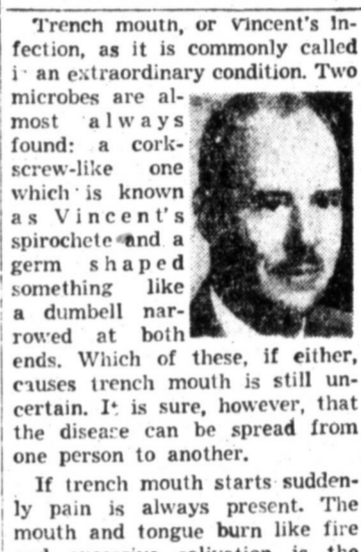 Trench mouth, or Vincent's In-
fection, as it is commonly called
i an extraordinary condition. Two
microbes are al-
most always
found: a cork-
screw-like one
which is known
as Vincent's
spirochete and a
germ shaped
something like
a dumbell nar-
rowed at both
ends. Which of these, if either,
causes trench mouth is still un-
certain. It is sure, however, that
the disease can be spread from
one person to another.
If trench mouth starts sudden-
ly pain is always present. The
mouth and tongue burn like fire
salivation is the